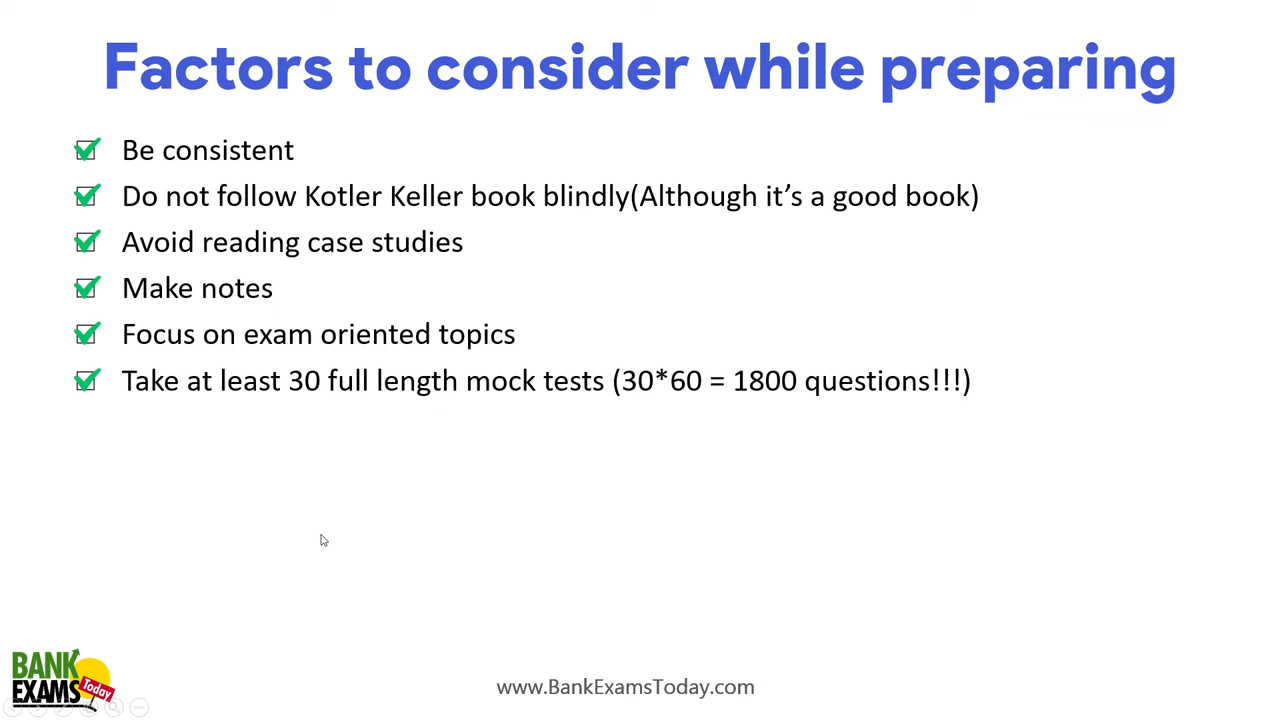 Factors to consider while preparing
Be consistent
Do not follow Kotler Keller book blindly(Although it’s a good book)
Avoid reading case studies
Make notes
Focus on exam oriented topics
Take at least 30 full length mock tests (30*60 = 1800 questions!!!)
BANK
EXAMS
Today
www.BankExamsToday.com